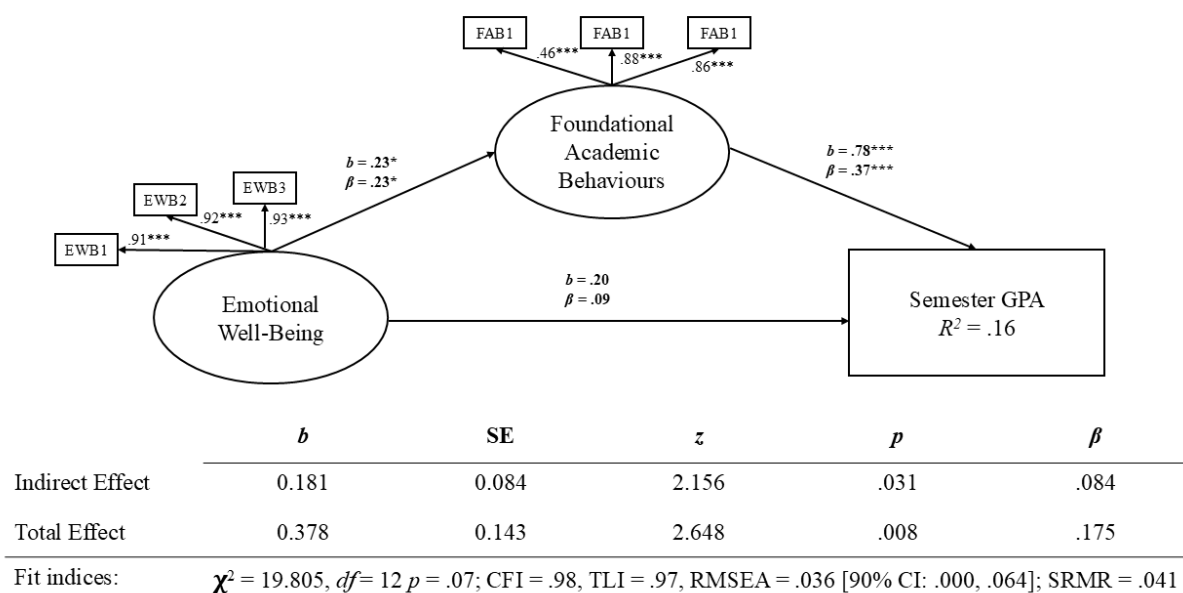 FAB1 FAB1 FAB1
.46*** .88*** .86***
Foundational
Academic
Behaviours
b = .23*
β = .23*
b = .78***
β = .37***
EWB3
EWB2
EWB1
.93***
.92***
.91***
Emotional
Well-Being
b = .20
β = .09
Semester GPA
R² = .16
b SE z p β
Indirect Effect 0.181 0.084 2.156 .031 .084
Total Effect 0.378 0.143 2.648 .008 .175
Fit indices: χ² = 19.805, df = 12 p = .07; CFI = .98, TLI = .97, RMSEA = .036 [90% CI: .000, .064]; SRMR = .041